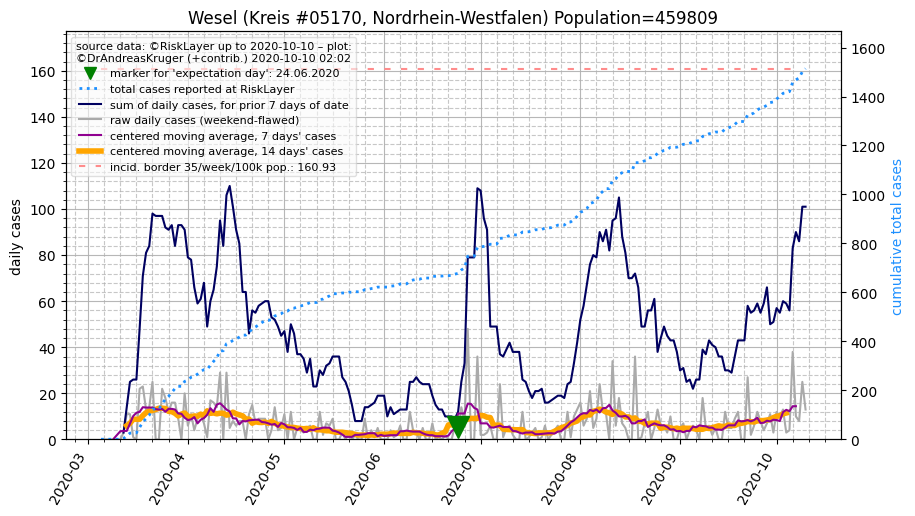 Wesel (Kreis #05170, Nordrhein-Westfalen) Population=459809
source data: ©RiskLayer up to 2020-10-10 – plot:
©DrAndreasKruger (+contrib.) 2020-10-10 02:02
marker for 'expectation day': 24.06.2020
total cases reported at RiskLayer
sum of daily cases, for prior 7 days of date
raw daily cases (weekend-flawed)
centered moving average, 7 days' cases
centered moving average, 14 days' cases
incid. border 35/week/100k pop.: 160.93
daily cases
160
140
120
100
80
60
40
20
0
1600
1400
1200
1000
800
600
400
200
0
cumulative total cases
2020-03
2020-04
2020-05
2020-06
2020-07
2020-08
2020-09
2020-10